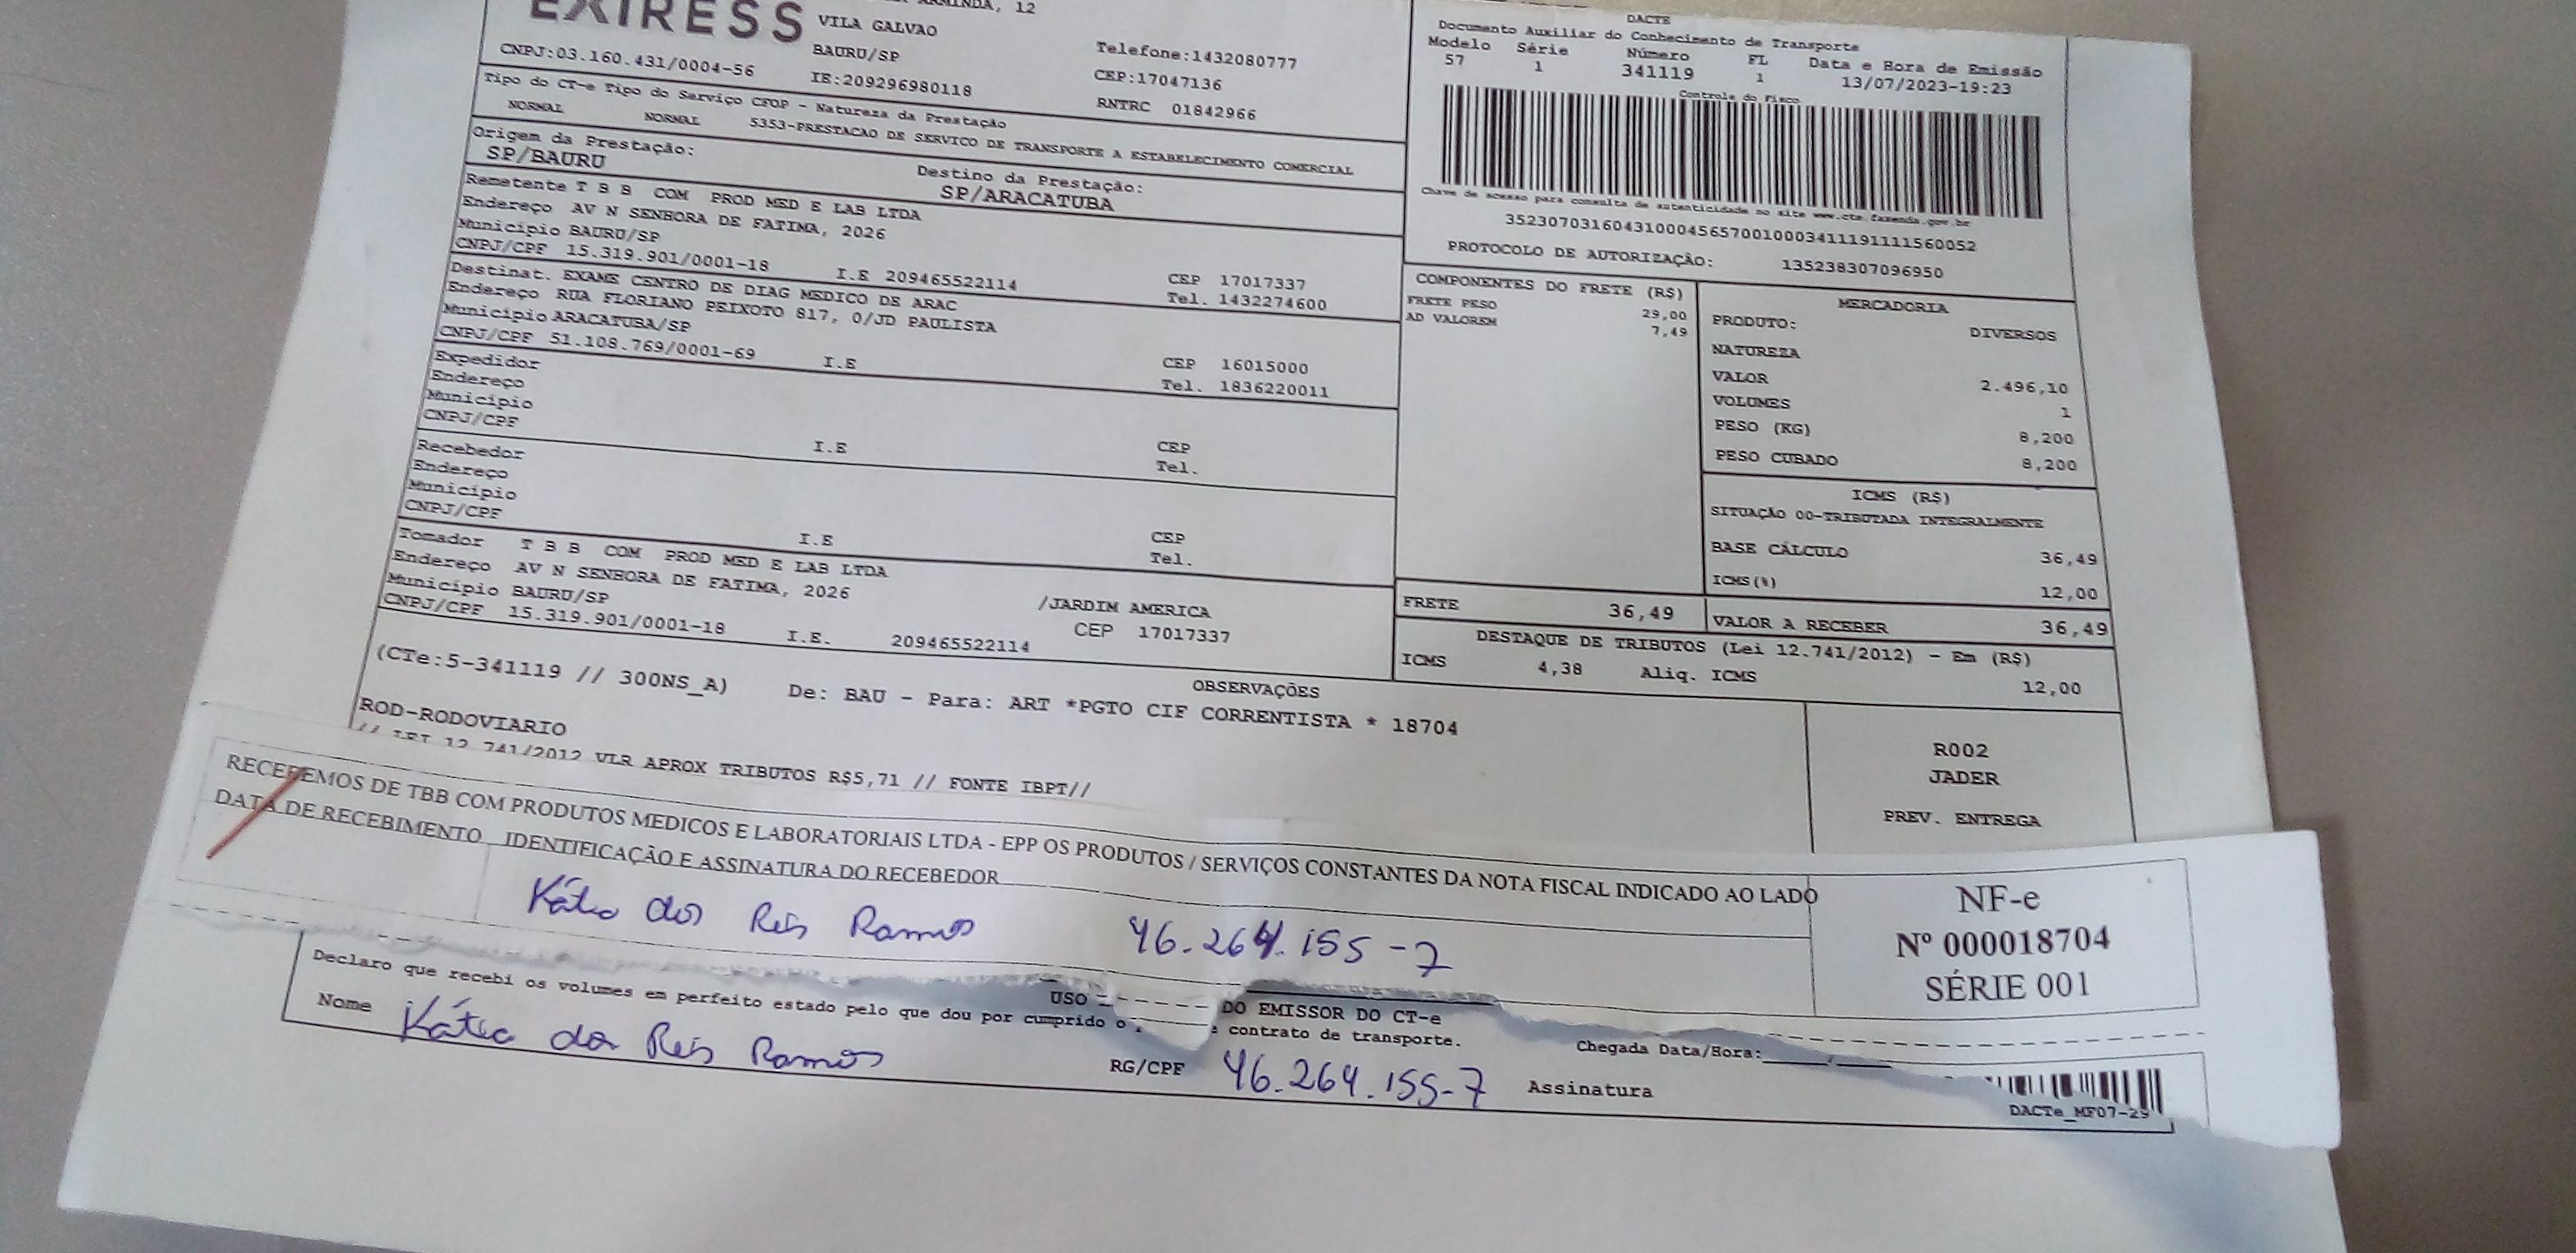 EXPRESS
ARMINDA, 12
VILA GALVAO
BAURU/SP
Telefone:1432080777
CNPJ:03.160.431/0004-56
IE:209296980118
CEP:17047136
RNTRC 01842966
Tipo do CT-e Tipo do Serviço CFOP - Natureza da Prestação
NORMAL NORMAL 5353-PRESTACAO DE SERVICO DE TRANSPORTE A ESTABELECIMENTO COMERCIAL
Origem da Prestação:
SP/BAURU
Destino da Prestação:
SP/ARACATUBA
Remetente T B B COM PROD MED E LAB LTDA
Endereço AV N SENHORA DE FATIMA, 2026
Município BAURU/SP
CEP 17017337
CNPJ/CPF 15.319.901/0001-18 I.E 209465522114 Tel. 1432274600
Destinat. EXAME CENTRO DE DIAG MEDICO DE ARAC
Endereço RUA FLORIANO PEIXOTO 817, 0/JD PAULISTA
Município ARACATUBA/SP CEP 16015000
CNPJ/CPF 51.108.769/0001-69 I.E Tel. 1836220011
Expedidor
Endereço
Município CEP
CNPJ/CPF I.E Tel.
Recebedor
Endereço
Município CEP
CNPJ/CPF I.E Tel.
Tomador T B B COM PROD MED E LAB LTDA
Endereço AV N SENHORA DE FATIMA, 2026 /JARDIM AMERICA
Município BAURU/SP CEP 17017337
CNPJ/CPF 15.319.901/0001-18 I.E. 209465522114
DACTE
Documento Auxiliar do Conhecimento de Transporte
Modelo Série Número FL Data e Hora de Emissão
57 1 341119 1 13/07/2023-19:23
Controle do Fisco
Chave de acesso para consulta de autenticidade no site www.cte.fazenda.gov.br
35230703160431000456570010003411191111560052
PROTOCOLO DE AUTORIZAÇÃO: 135238307096950
COMPONENTES DO FRETE (R$)
FRETE PESO 29,00
AD VALOREM 7,49
MERCADORIA
PRODUTO: DIVERSOS
NATUREZA
VALOR 2.496,10
VOLUMES 1
PESO (KG) 8,200
PESO CUBADO 8,200
ICMS (R$)
SITUAÇÃO 00-TRIBUTADA INTEGRALMENTE
BASE CÁLCULO 36,49
ICMS(%) 12,00
FRETE 36,49 VALOR A RECEBER 36,49
DESTAQUE DE TRIBUTOS (Lei 12.741/2012) - Em (R$)
ICMS 4,38 Aliq. ICMS 12,00
OBSERVAÇÕES
(CTe:5-341119 // 300NS_A) De: BAU - Para: ART *PGTO CIF CORRENTISTA * 18704
ROD-RODOVIARIO
// LEI 12.741/2012 VLR APROX TRIBUTOS R$5,71 // FONTE IBPT//
R002
JADER
PREV. ENTREGA
RECEBEMOS DE TBB COM PRODUTOS MEDICOS E LABORATORIAIS LTDA - EPP OS PRODUTOS / SERVIÇOS CONSTANTES DA NOTA FISCAL INDICADO AO LADO
DATA DE RECEBIMENTO IDENTIFICAÇÃO E ASSINATURA DO RECEBEDOR
Kátia dos Reis Ramos 46.264.155-7
NF-e
Nº 000018704
SÉRIE 001
USO DO EMISSOR DO CT-e
Declaro que recebi os volumes em perfeito estado pelo que dou por cumprido o contrato de transporte.
Chegada Data/Hora:____/____
Nome Kátia dos Reis Ramos RG/CPF 46.264.155-7 Assinatura
DACTe_MF07-29